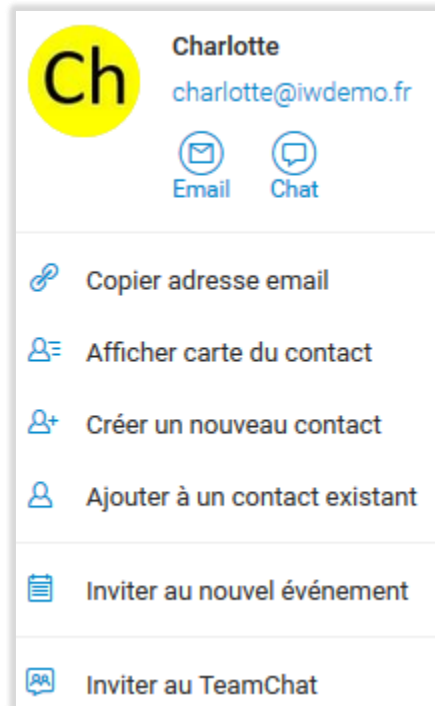 Ch
Charlotte
charlotte@iwdemo.fr
Email Chat
Copier adresse email
Afficher carte du contact
Créer un nouveau contact
Ajouter à un contact existant
Inviter au nouvel événement
Inviter au TeamChat